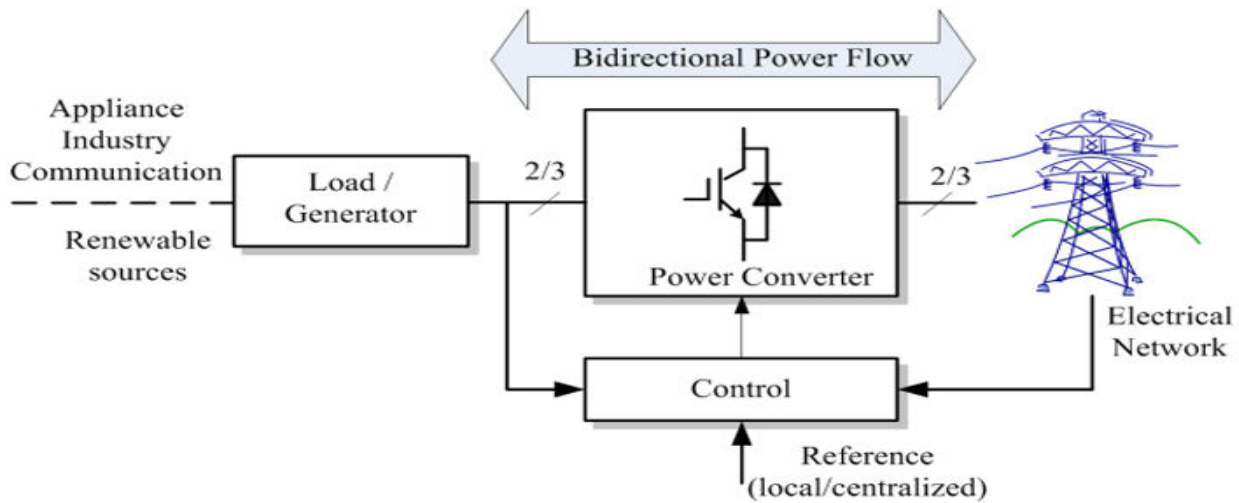 Bidirectional Power Flow
Appliance
Industry
Communication
Renewable
sources
Load /
Generator
2/3
Power Converter
2/3
Electrical
Network
Control
Reference
(local/centralized)